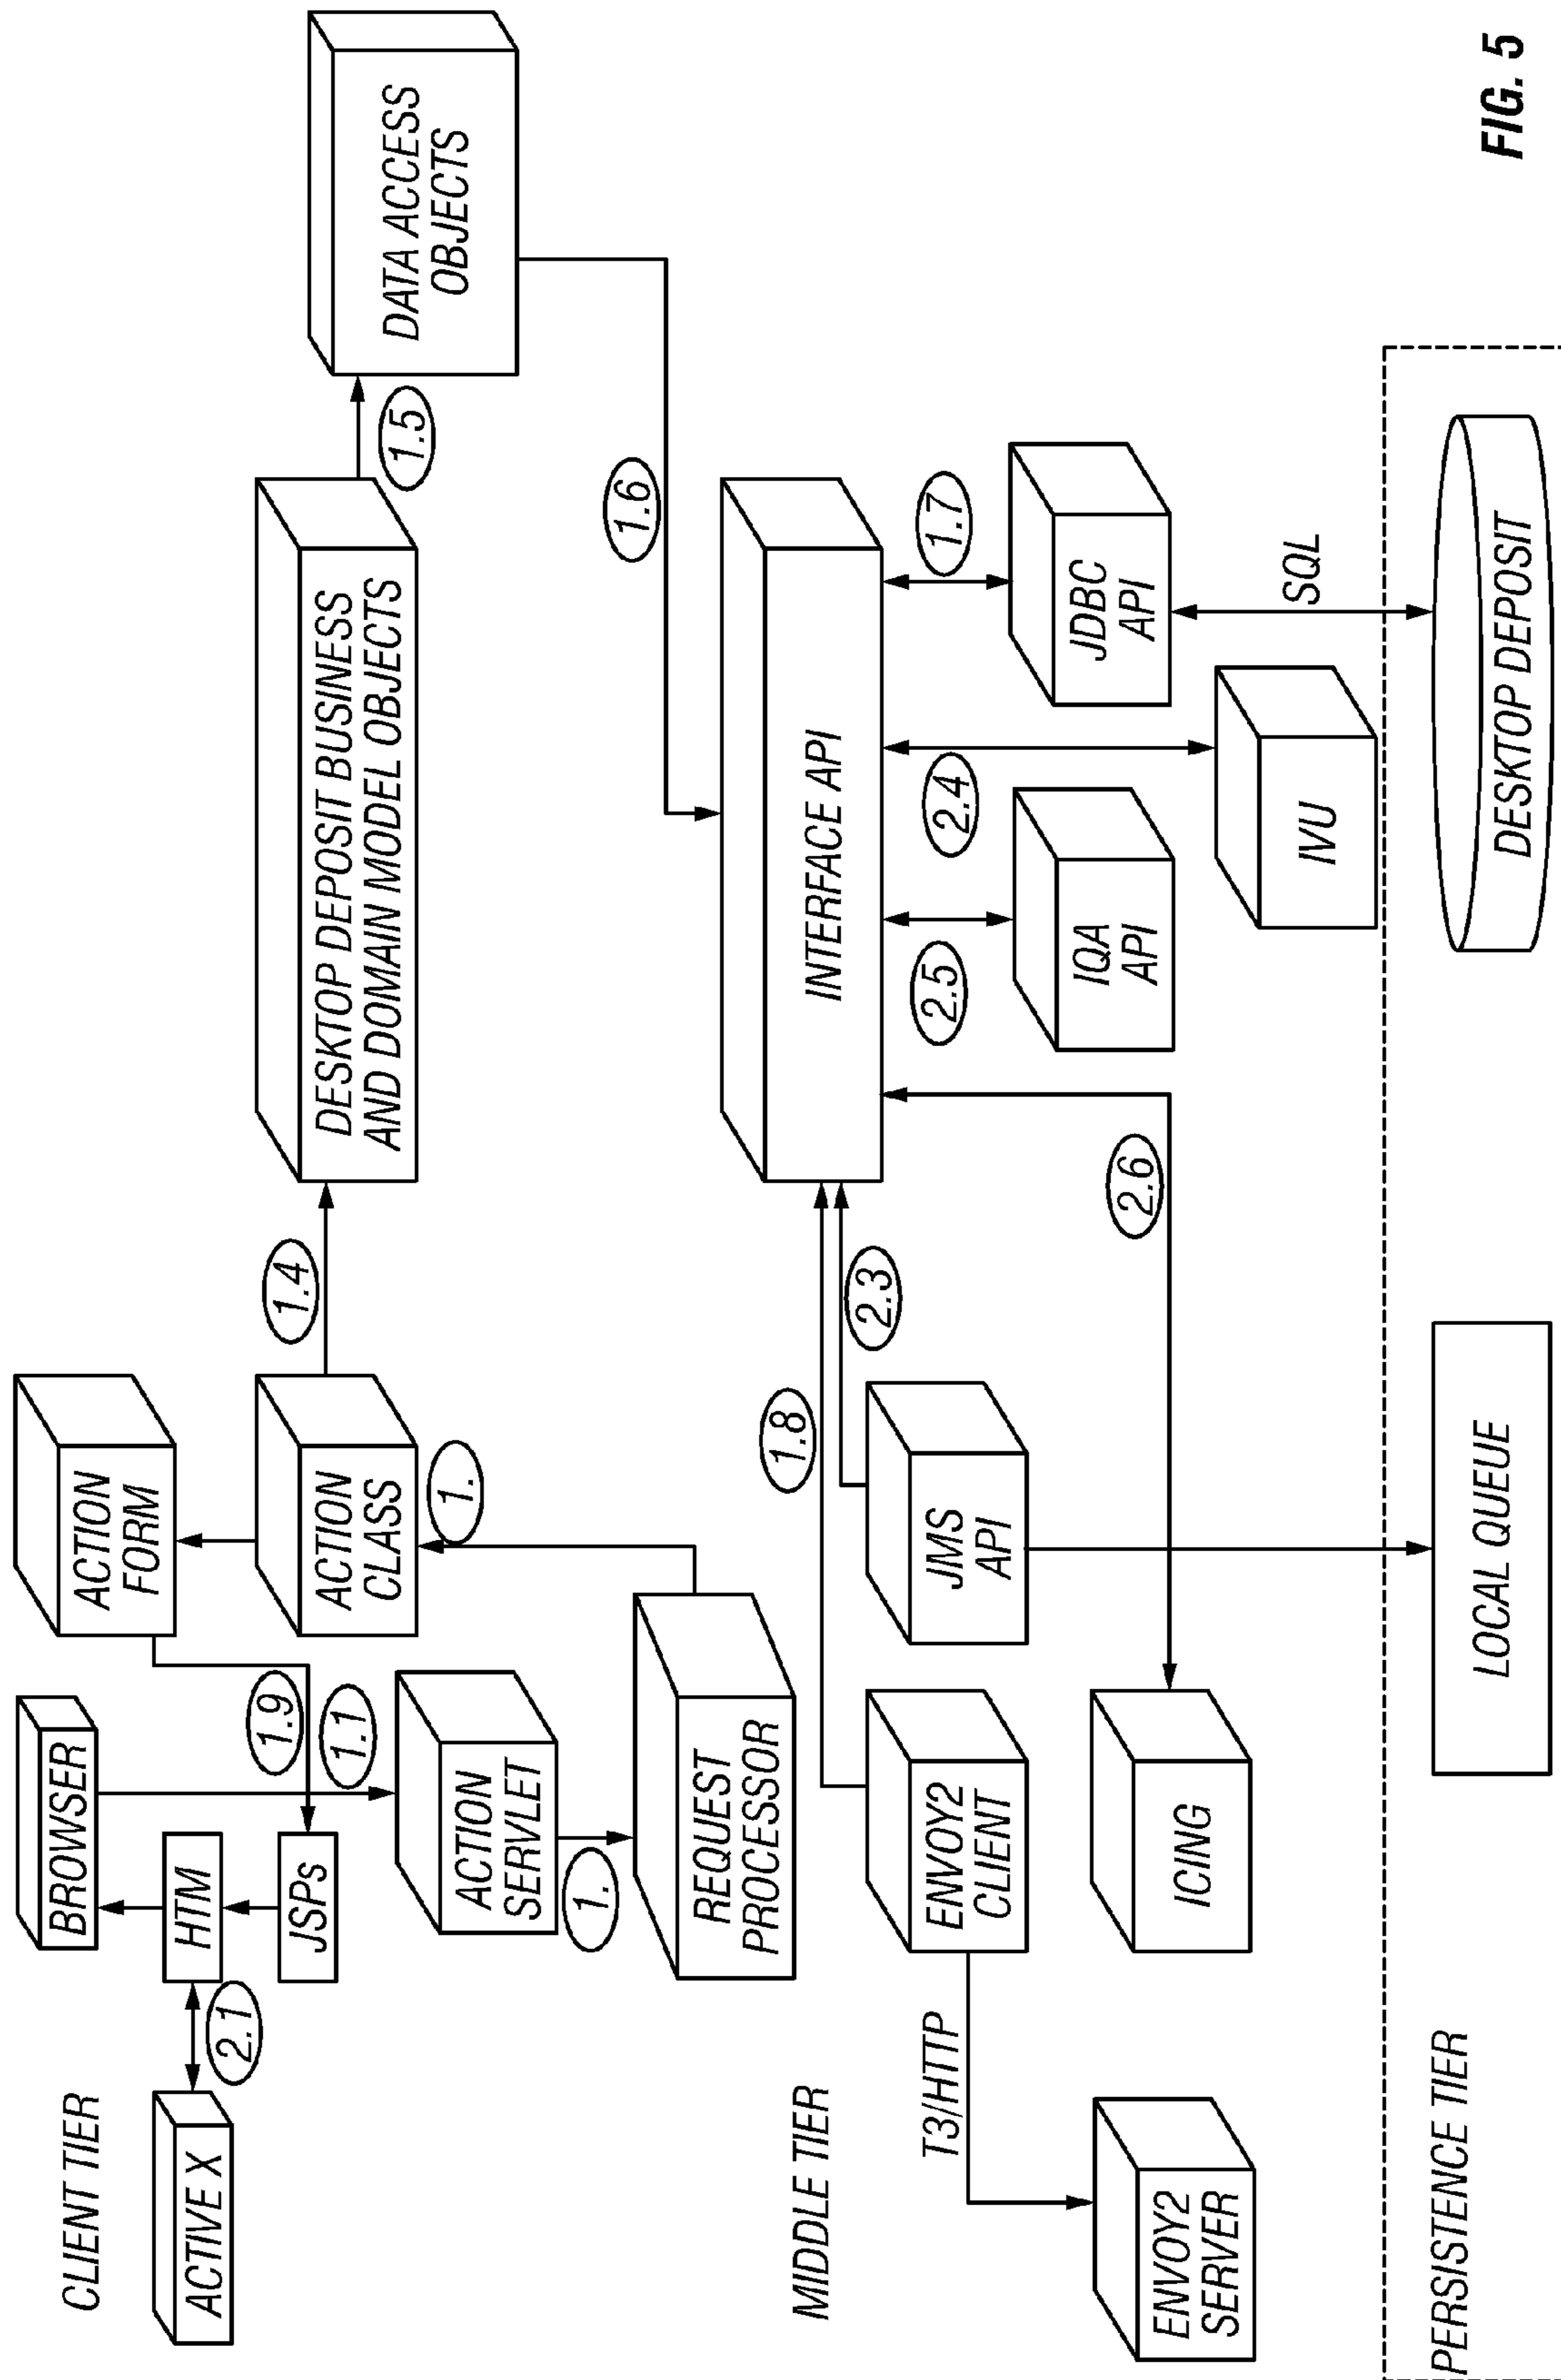 CLIENT TIER
ACTIVE X
2.1
BROWSER
HTM
JSPs
1.9
1.1
ACTION
FORM
ACTION
CLASS
1.4
DESKTOP DEPOSIT BUSINESS
AND DOMAIN MODEL OBJECTS
1.5
DATA ACCESS
OBJECTS
ACTION
SERVLET
1.
REQUEST
PROCESSOR
1.
1.6
MIDDLE TIER
1.8
2.3
INTERFACE API
T3/HTTP
ENVOY2
CLIENT
JMS
API
2.5
2.4
1.7
2.6
IQA
API
JDBC
API
ENVOY2
SERVER
ICING
IVU
SQL
PERSISTENCE TIER
LOCAL QUEUE
DESKTOP DEPOSIT
FIG. 5